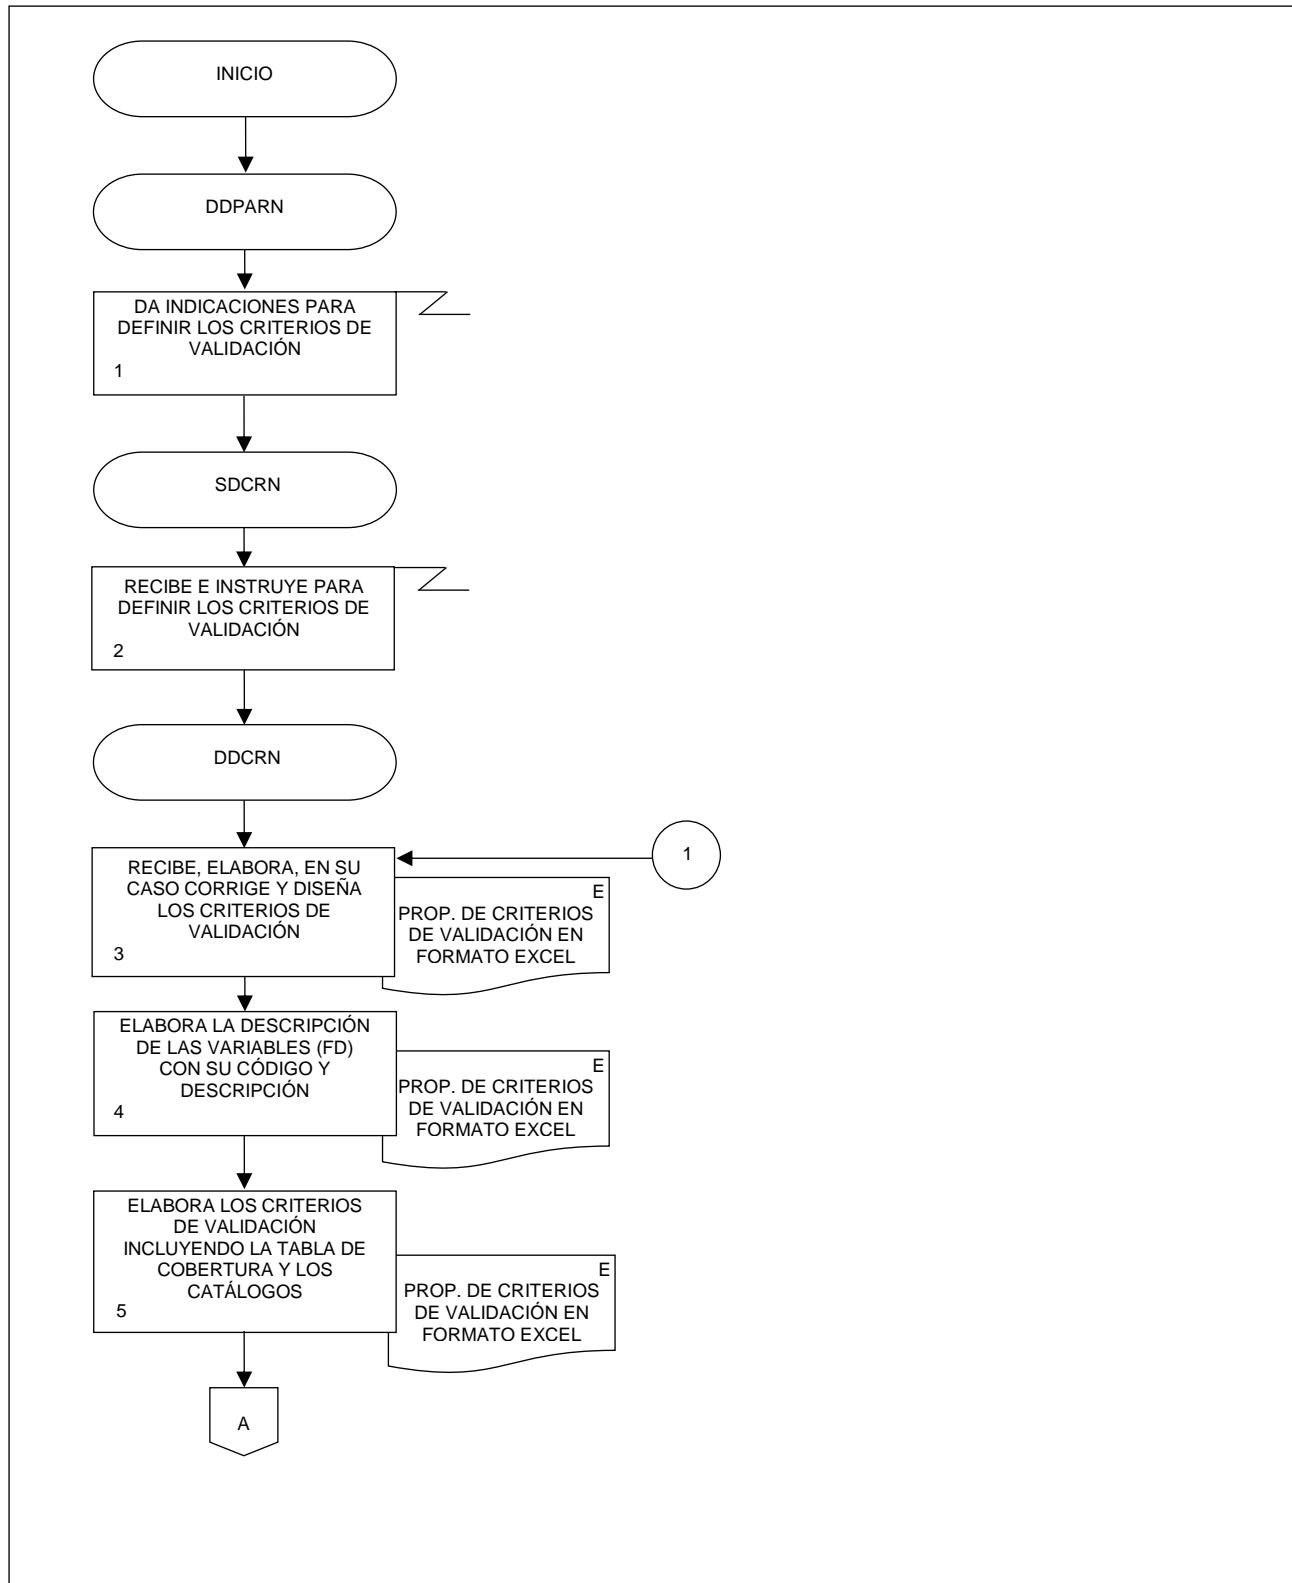 INICIO
DDPARN
DA INDICACIONES PARA
DEFINIR LOS CRITERIOS DE
VALIDACIÓN
1
SDCRN
RECIBE E INSTRUYE PARA
DEFINIR LOS CRITERIOS DE
VALIDACIÓN
2
DDCRN
1
RECIBE, ELABORA, EN SU
CASO CORRIGE Y DISEÑA
LOS CRITERIOS DE
VALIDACIÓN
3
E
PROP. DE CRITERIOS
DE VALIDACIÓN EN
FORMATO EXCEL
ELABORA LA DESCRIPCIÓN
DE LAS VARIABLES (FD)
CON SU CÓDIGO Y
DESCRIPCIÓN
4
E
PROP. DE CRITERIOS
DE VALIDACIÓN EN
FORMATO EXCEL
ELABORA LOS CRITERIOS
DE VALIDACIÓN
INCLUYENDO LA TABLA DE
COBERTURA Y LOS
CATÁLOGOS
5
E
PROP. DE CRITERIOS
DE VALIDACIÓN EN
FORMATO EXCEL
A